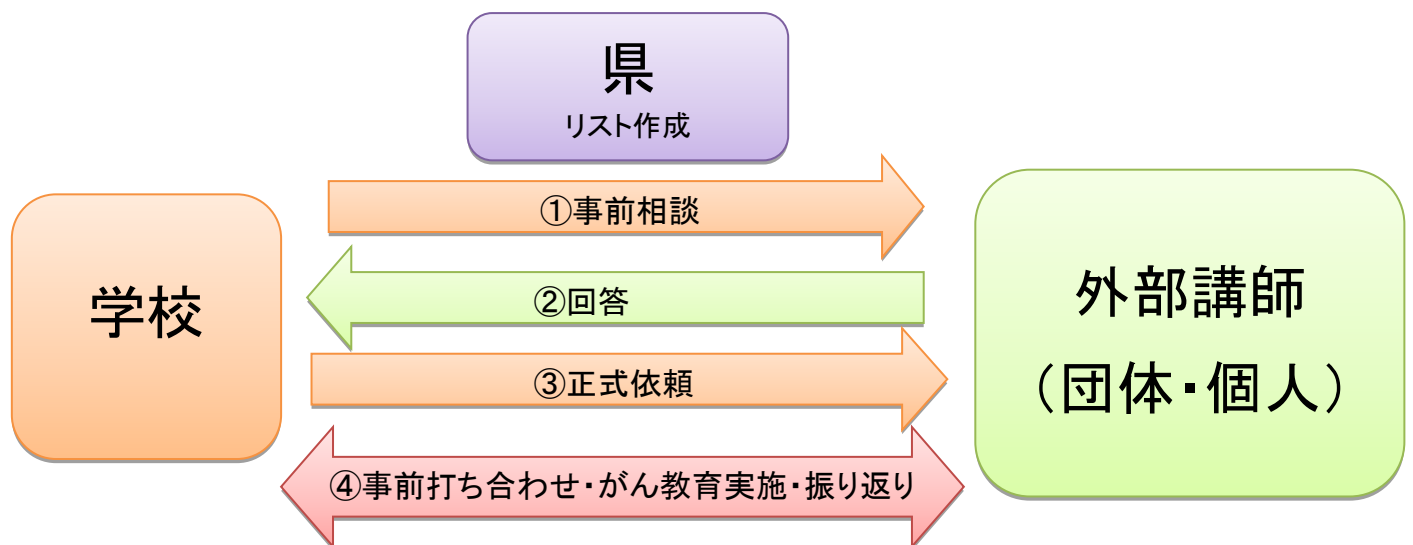 県
リスト作成
①事前相談
②回答
③正式依頼
④事前打ち合わせ・がん教育実施・振り返り
学校
外部講師
（団体・個人）